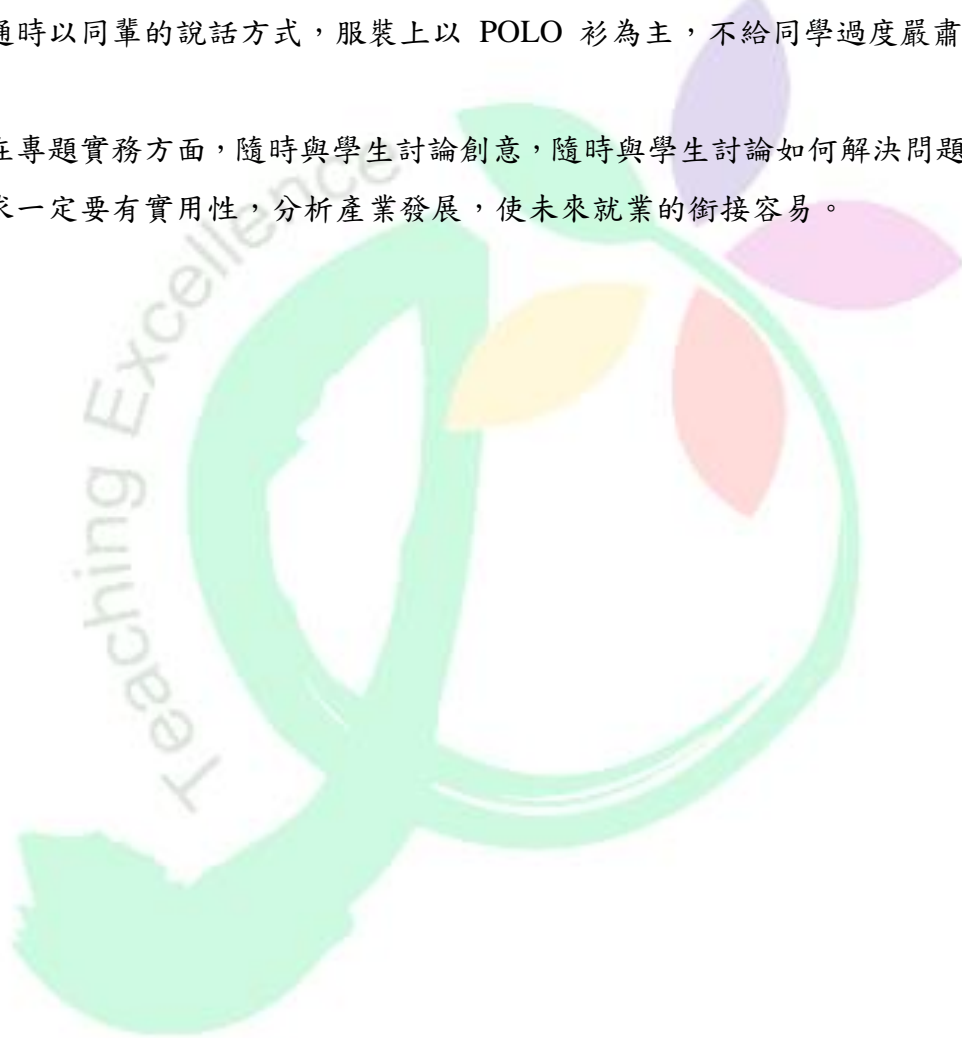 通時以同輩的說話方式，服裝上以 POLO 衫為主，不給同學過度嚴肅
在專題實務方面，隨時與學生討論創意，隨時與學生討論如何解決問題
求一定要有實用性，分析產業發展，使未來就業的銜接容易。
Teaching Excellence